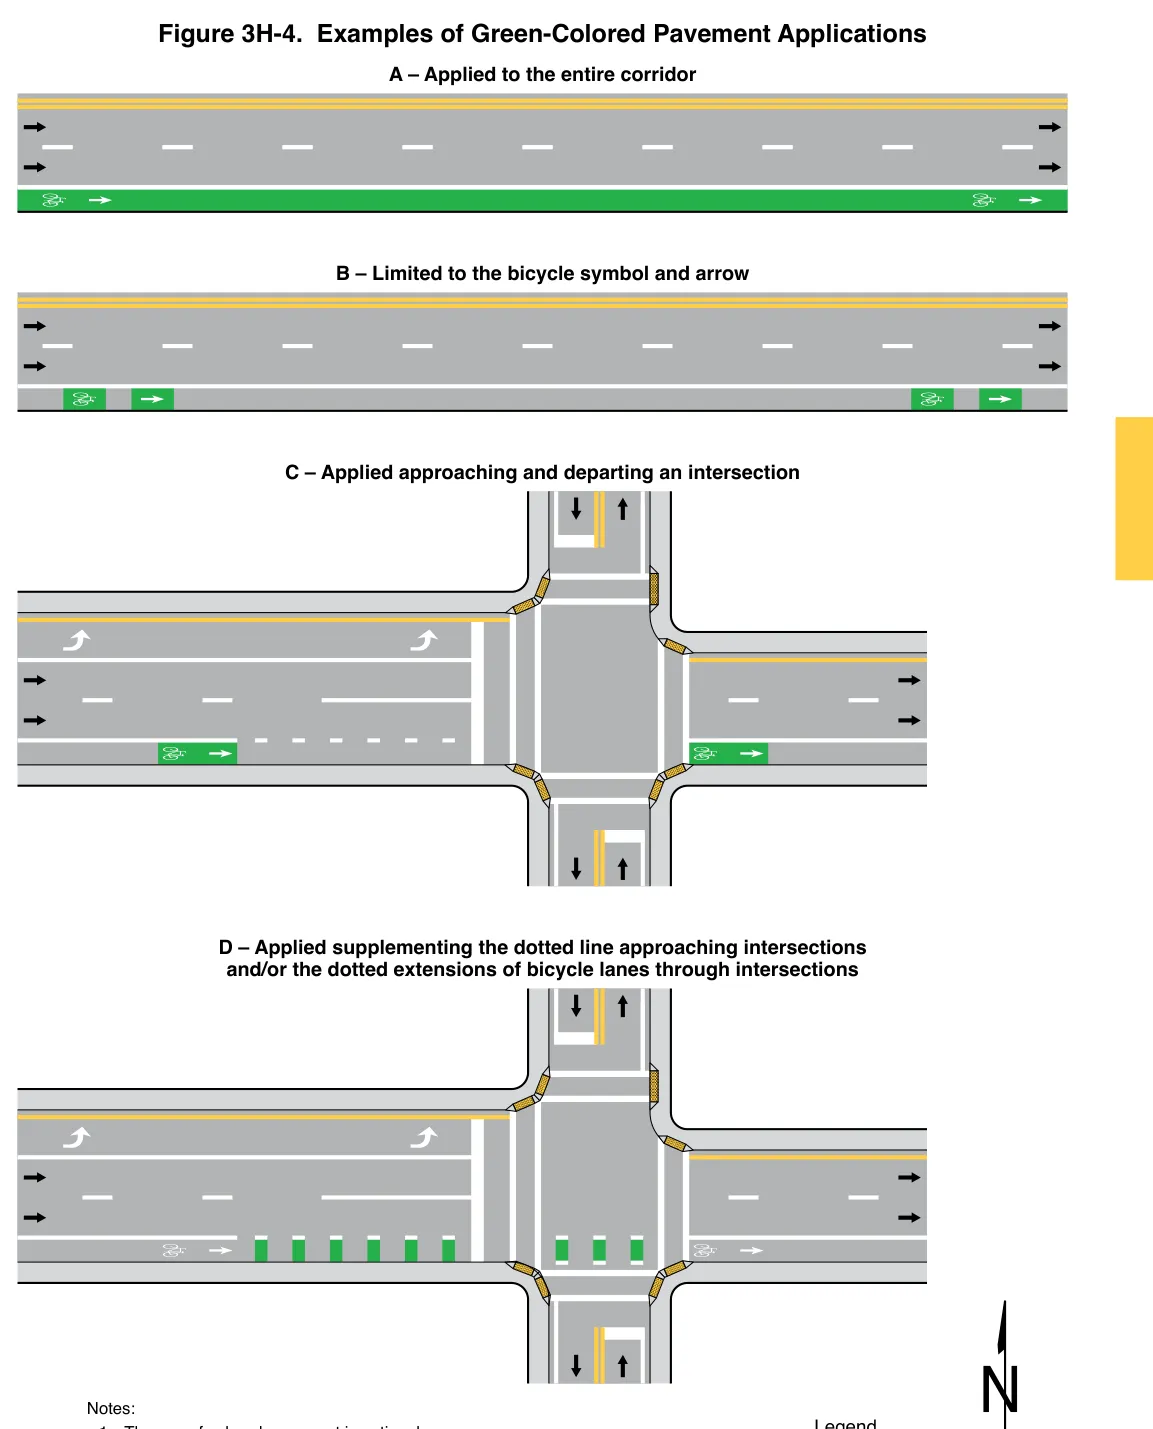 Figure 3H-4. Examples of Green-Colored Pavement Applications
A – Applied to the entire corridor
B – Limited to the bicycle symbol and arrow
C – Applied approaching and departing an intersection
D – Applied supplementing the dotted line approaching intersections
and/or the dotted extensions of bicycle lanes through intersections
N
Notes:
Legend